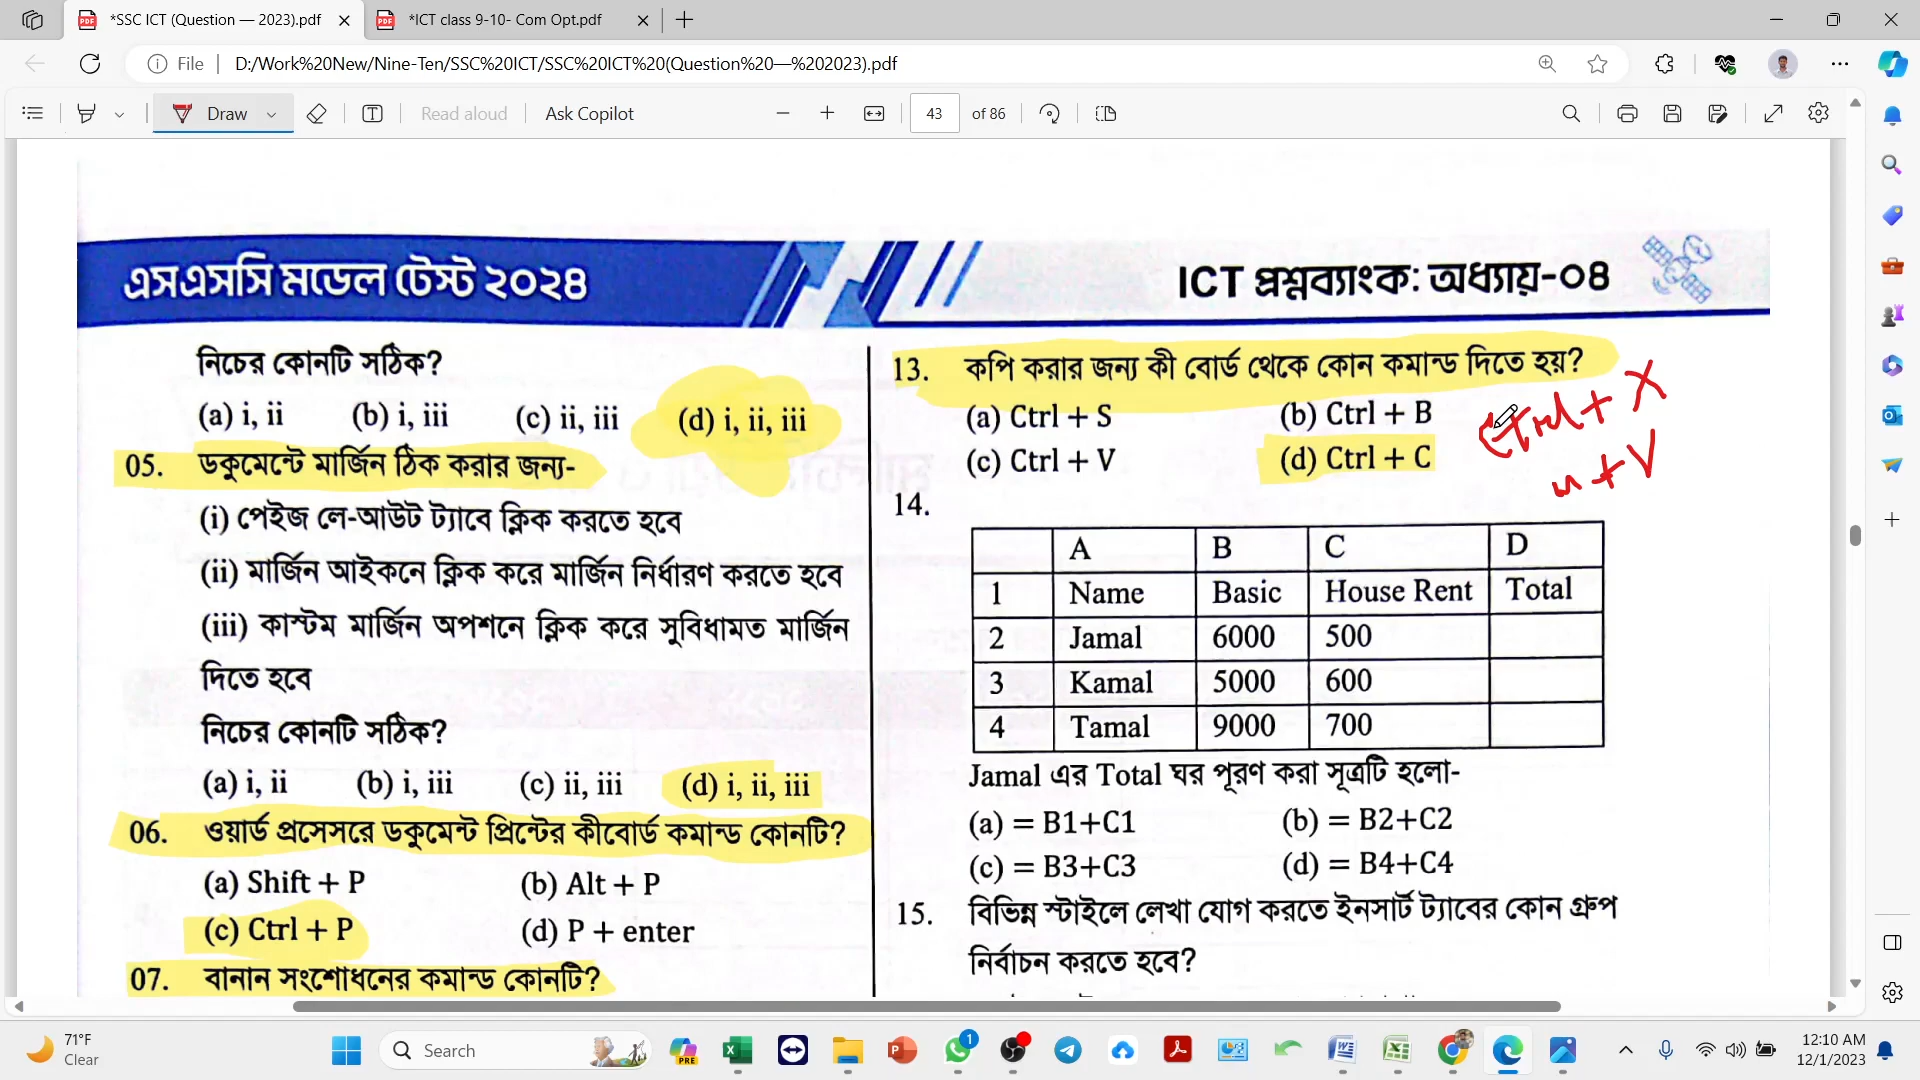 *SSC ICT (Question — 2023).pdf
*ICT class 9-10- Com Opt.pdf
File
D:/Work%20New/Nine-Ten/SSC%20ICT/SSC%20ICT%20(Question%20—%202023).pdf
Draw
Read aloud
Ask Copilot
43
of 86
এসএসসি মডেল টেস্ট ২০২৪
ICT প্রশ্নব্যাংক: অধ্যায়-০৪
নিচের কোনটি সঠিক?
(a) i, ii (b) i, iii (c) ii, iii (d) i, ii, iii
05. ডকুমেন্টে মার্জিন ঠিক করার জন্য-
(i) পেইজ লে-আউট ট্যাবে ক্লিক করতে হবে
(ii) মার্জিন আইকনে ক্লিক করে মার্জিন নির্ধারণ করতে হবে
(iii) কাস্টম মার্জিন অপশনে ক্লিক করে সুবিধামত মার্জিন
দিতে হবে
নিচের কোনটি সঠিক?
(a) i, ii (b) i, iii (c) ii, iii (d) i, ii, iii
06. ওয়ার্ড প্রসেসরে ডকুমেন্ট প্রিন্টের কীবোর্ড কমান্ড কোনটি?
(a) Shift + P (b) Alt + P
(c) Ctrl + P (d) P + enter
07. বানান সংশোধনের কমান্ড কোনটি?
13. কপি করার জন্য কী বোর্ড থেকে কোন কমান্ড দিতে হয়?
(a) Ctrl + S (b) Ctrl + B
(c) Ctrl + V (d) Ctrl + C
Ctrl + X
" + V
14.
A B C D
1 Name Basic House Rent Total
2 Jamal 6000 500
3 Kamal 5000 600
4 Tamal 9000 700
Jamal এর Total ঘর পূরণ করা সূত্রটি হলো-
(a) = B1+C1 (b) = B2+C2
(c) = B3+C3 (d) = B4+C4
15. বিভিন্ন স্টাইলে লেখা যোগ করতে ইনসার্ট ট্যাবের কোন গ্রুপ
নির্বাচন করতে হবে?
71°F
Clear
Search
PRE
1
12:10 AM
12/1/2023